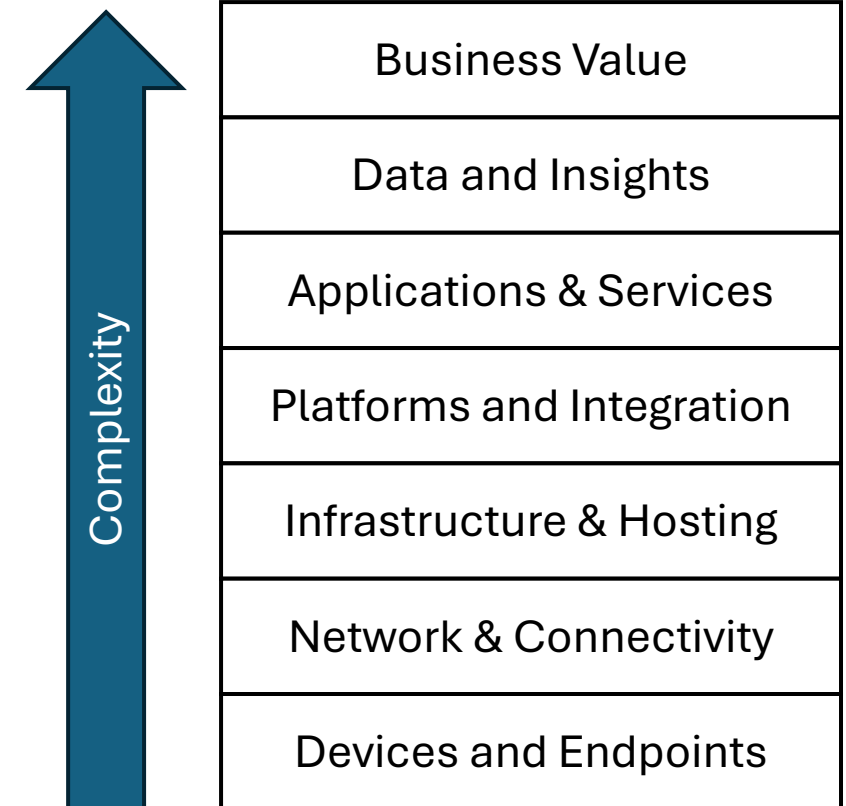 Business Value
Data and Insights
Applications & Services
Platforms and Integration
Infrastructure & Hosting
Network & Connectivity
Devices and Endpoints
Complexity